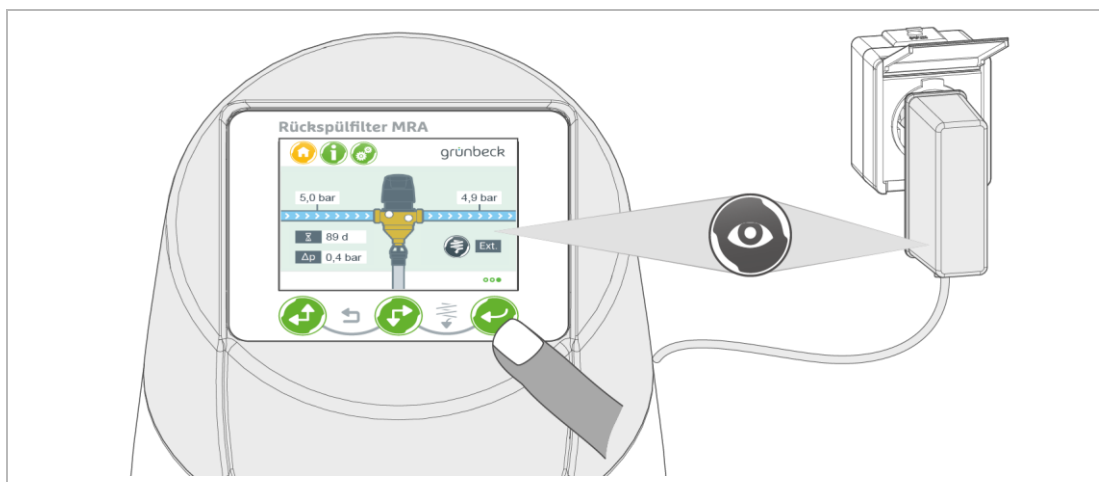 Rückspülfilter MRA
grünbeck
5,0 bar
4,9 bar
89 d
Ext.
Δp 0,4 bar